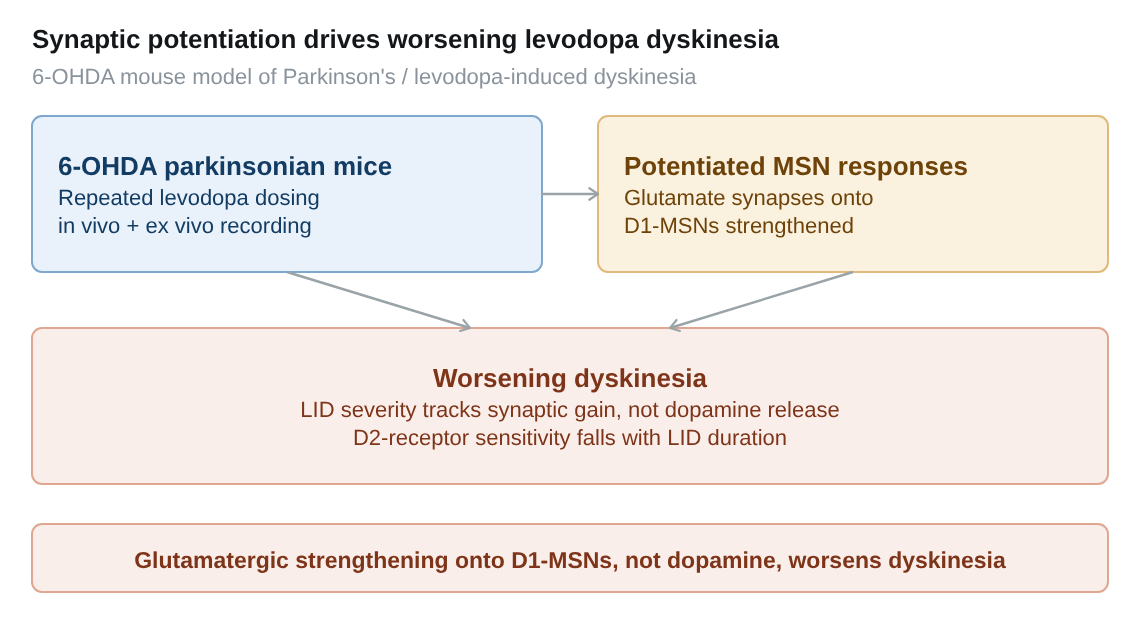 Synaptic potentiation drives worsening levodopa dyskinesia
6-OHDA mouse model of Parkinson's / levodopa-induced dyskinesia
6-OHDA parkinsonian mice
Repeated levodopa dosing
in vivo + ex vivo recording
Potentiated MSN responses
Glutamate synapses onto
D1-MSNs strengthened
Worsening dyskinesia
LID severity tracks synaptic gain, not dopamine release
D2-receptor sensitivity falls with LID duration
Glutamatergic strengthening onto D1-MSNs, not dopamine, worsens dyskinesia